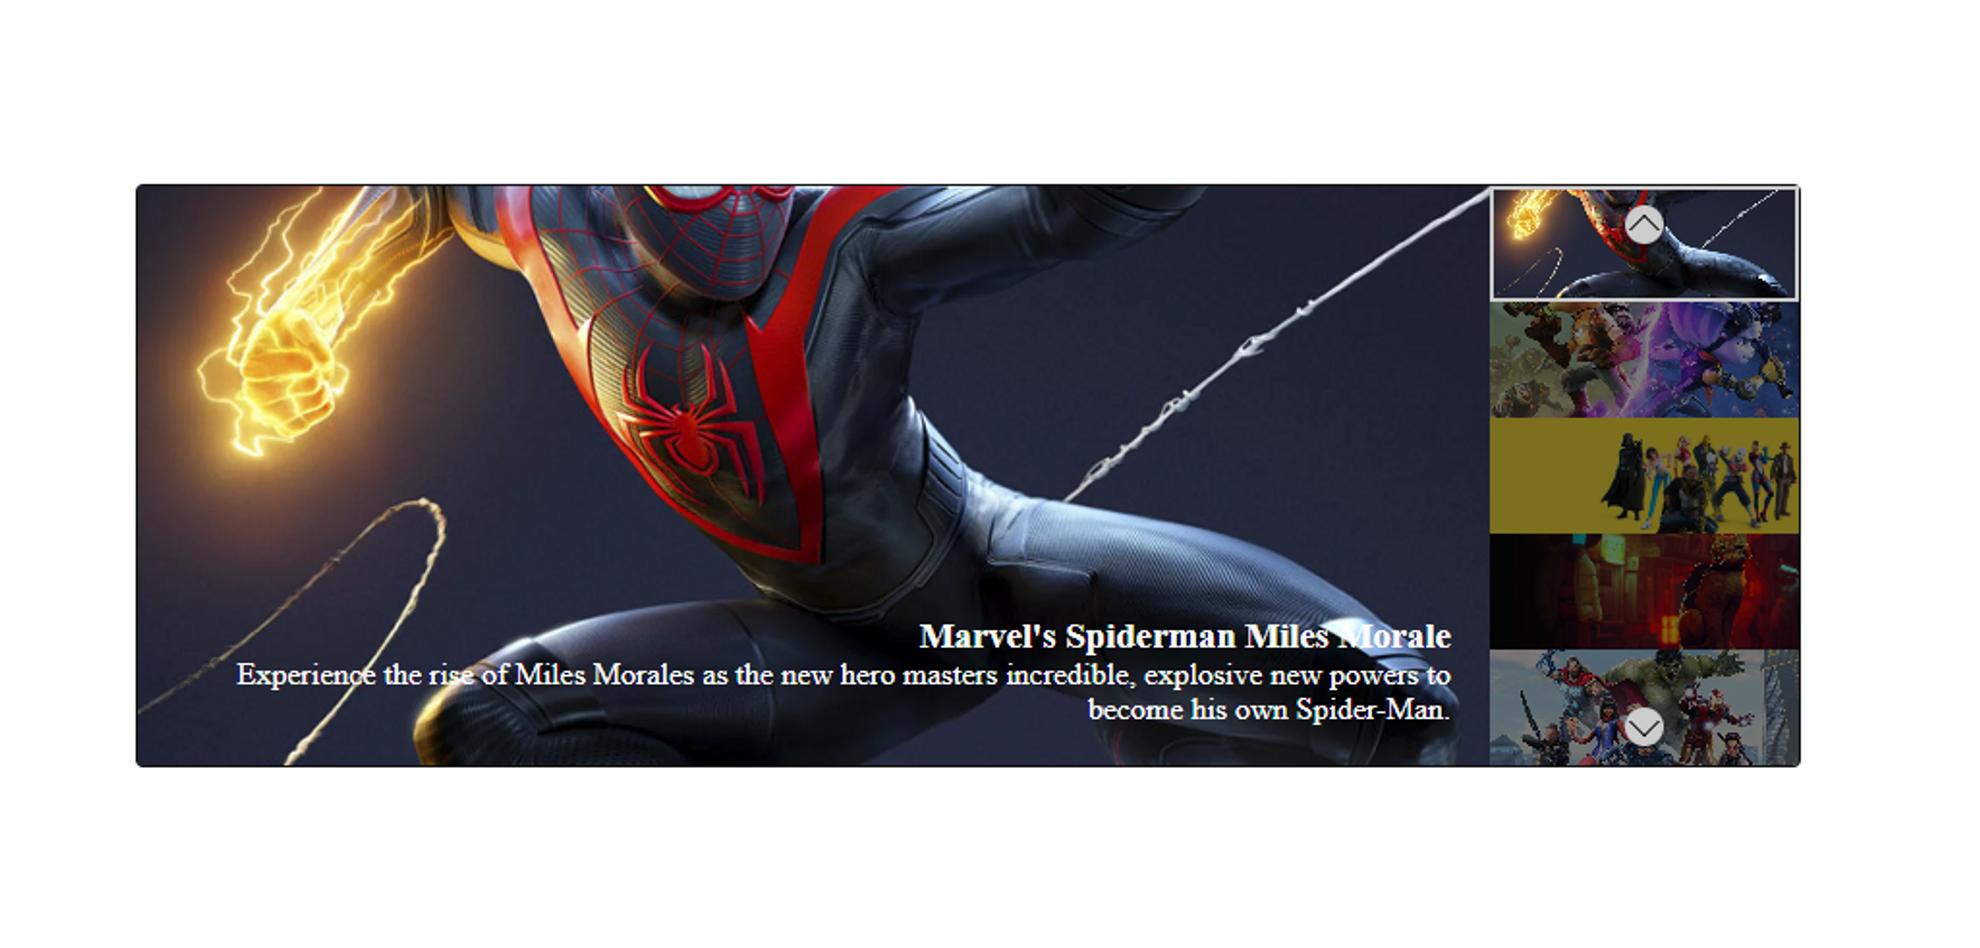 Marvel's Spiderman Miles Morale
Experience the rise of Miles Morales as the new hero masters incredible, explosive new powers to
become his own Spider-Man.